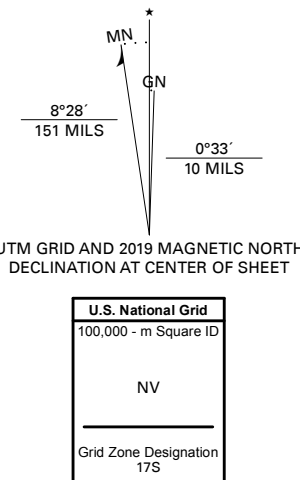 ★
MN
GN
8°28´
151 MILS
0°33´
10 MILS
UTM GRID AND 2019 MAGNETIC NORTH
DECLINATION AT CENTER OF SHEET
U.S. National Grid
100,000 - m Square ID
NV
Grid Zone Designation
17S